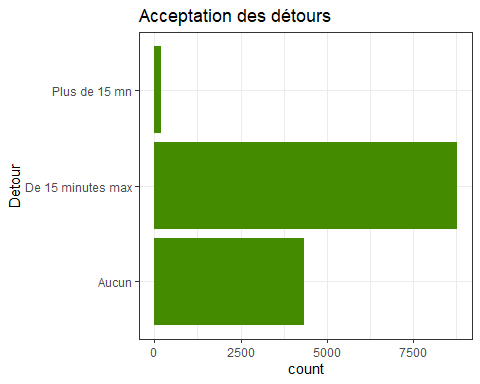 Acceptation des détours
Plus de 15 mn
De 15 minutes max
Aucun
Detour
0 2500 5000 7500
count